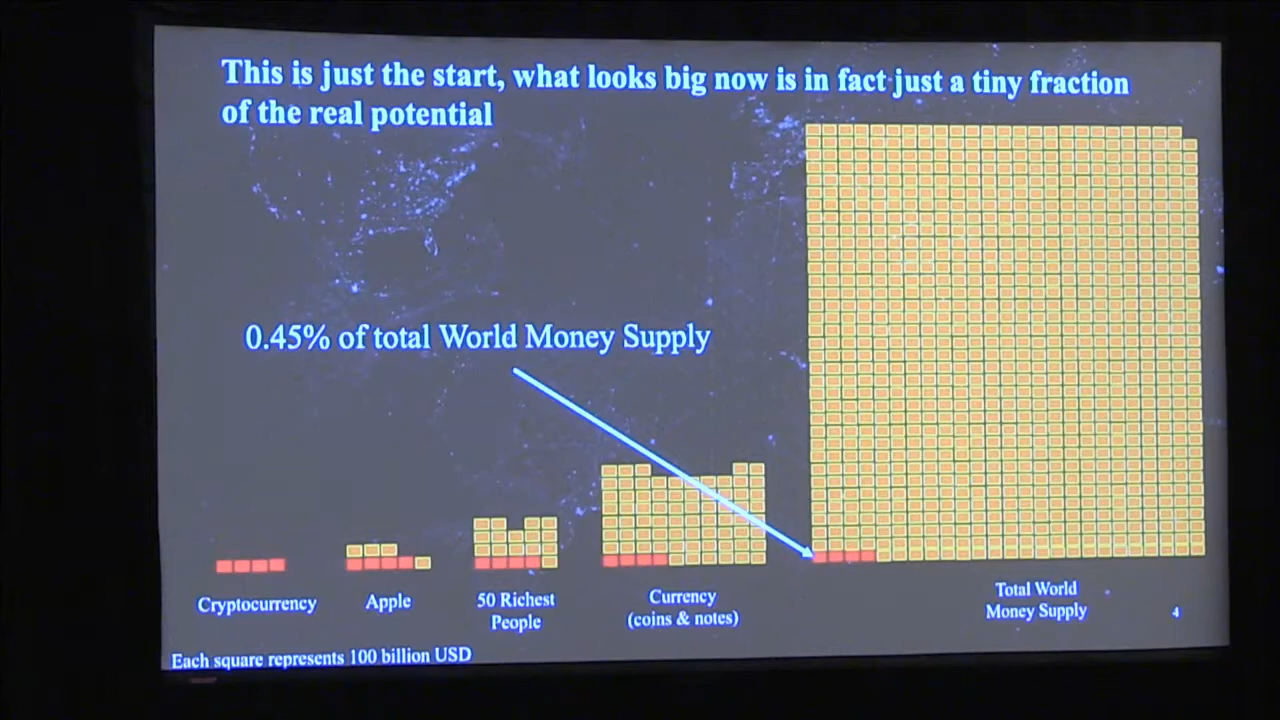 This is just the start, what looks big now is in fact just a tiny fraction
of the real potential
0.45% of total World Money Supply
Cryptocurrency
Apple
50 Richest
People
Currency
(coins & notes)
Total World
Money Supply
4
Each square represents 100 billion USD